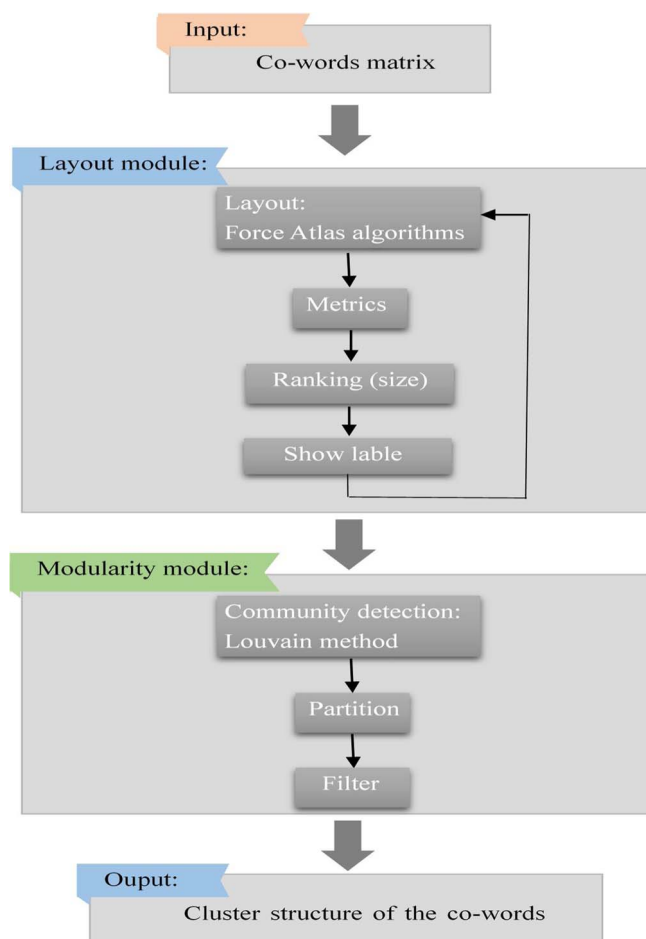 Input:
Co-words matrix
Layout module:
Layout:
Force Atlas algorithms
Metrics
Ranking (size)
Show lable
Modularity module:
Community detection:
Louvain method
Partition
Filter
Ouput:
Cluster structure of the co-words